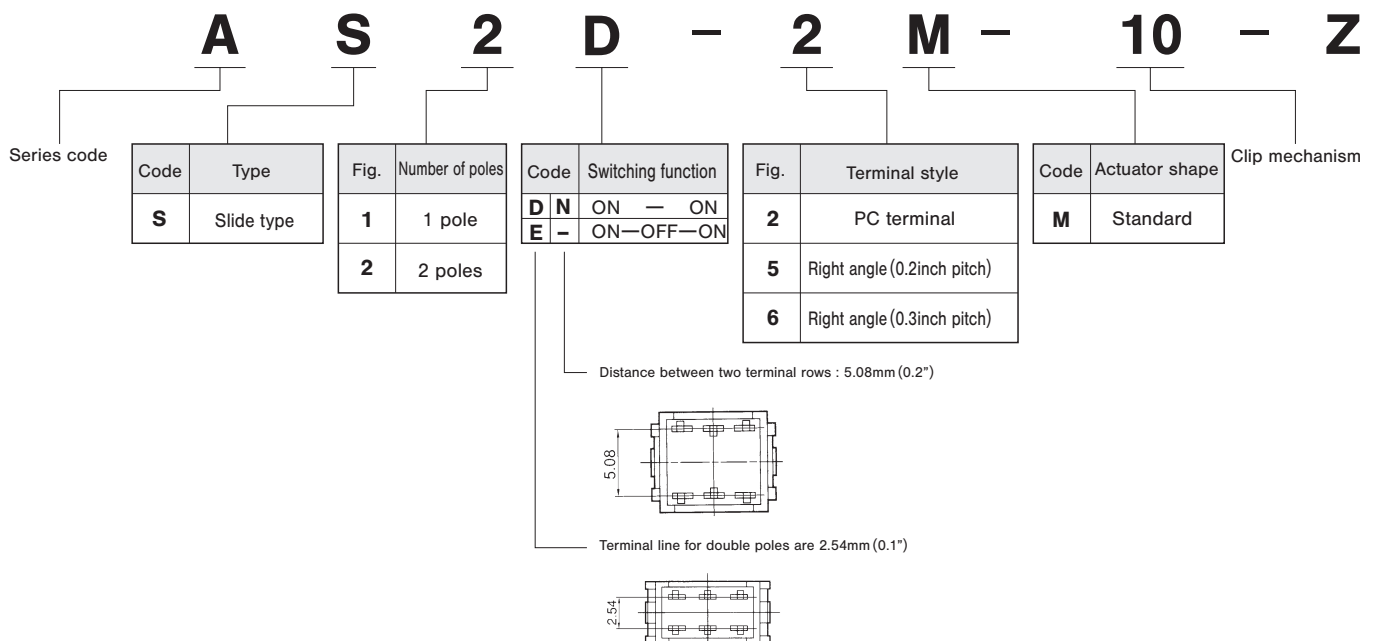 A S 2 D – 2 M – 10 – Z
Series code
Code Type
S Slide type
Fig. Number of poles
1 1 pole
2 2 poles
Code Switching function
D N ON — ON
E – ON—OFF—ON
Fig. Terminal style
2 PC terminal
5 Right angle (0.2inch pitch)
6 Right angle (0.3inch pitch)
Code Actuator shape
M Standard
Clip mechanism
Distance between two terminal rows : 5.08mm (0.2”)
5.08
Terminal line for double poles are 2.54mm (0.1”)
2.54